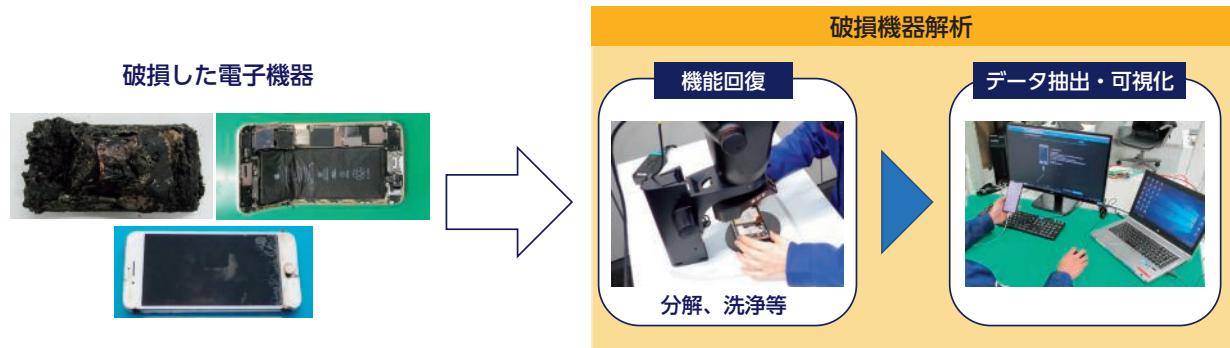 破損した電子機器
破損機器解析
機能回復
分解、洗浄等
データ抽出・可視化